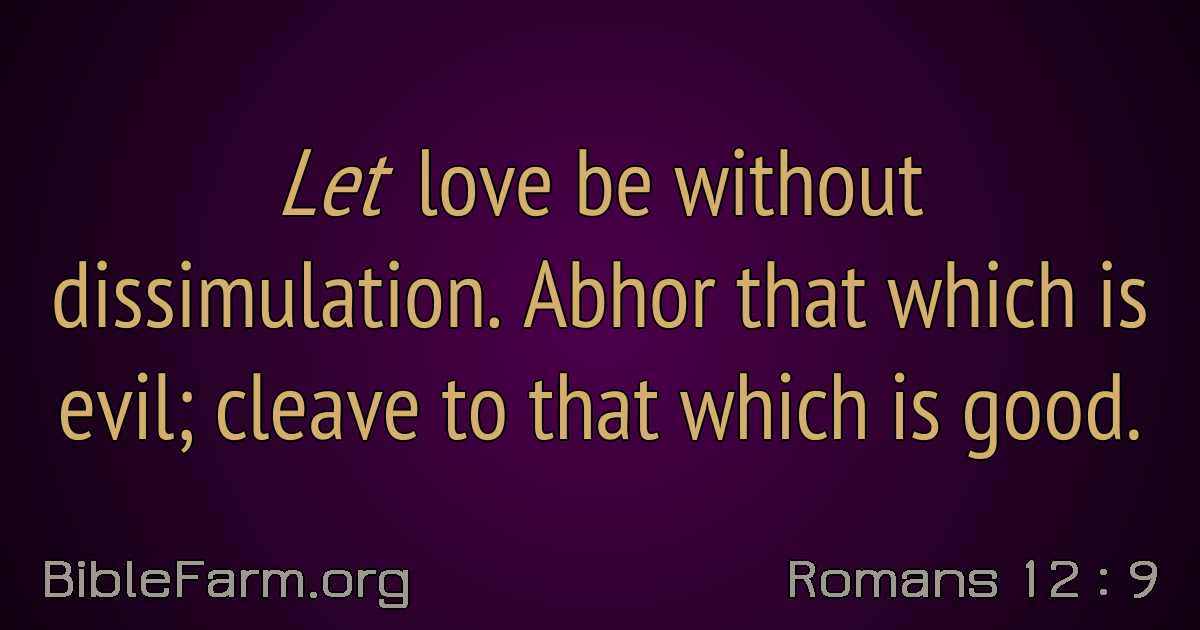 Let love be without
dissimulation. Abhor that which is
evil; cleave to that which is good.
BibleFarm.org
Romans 12 : 9